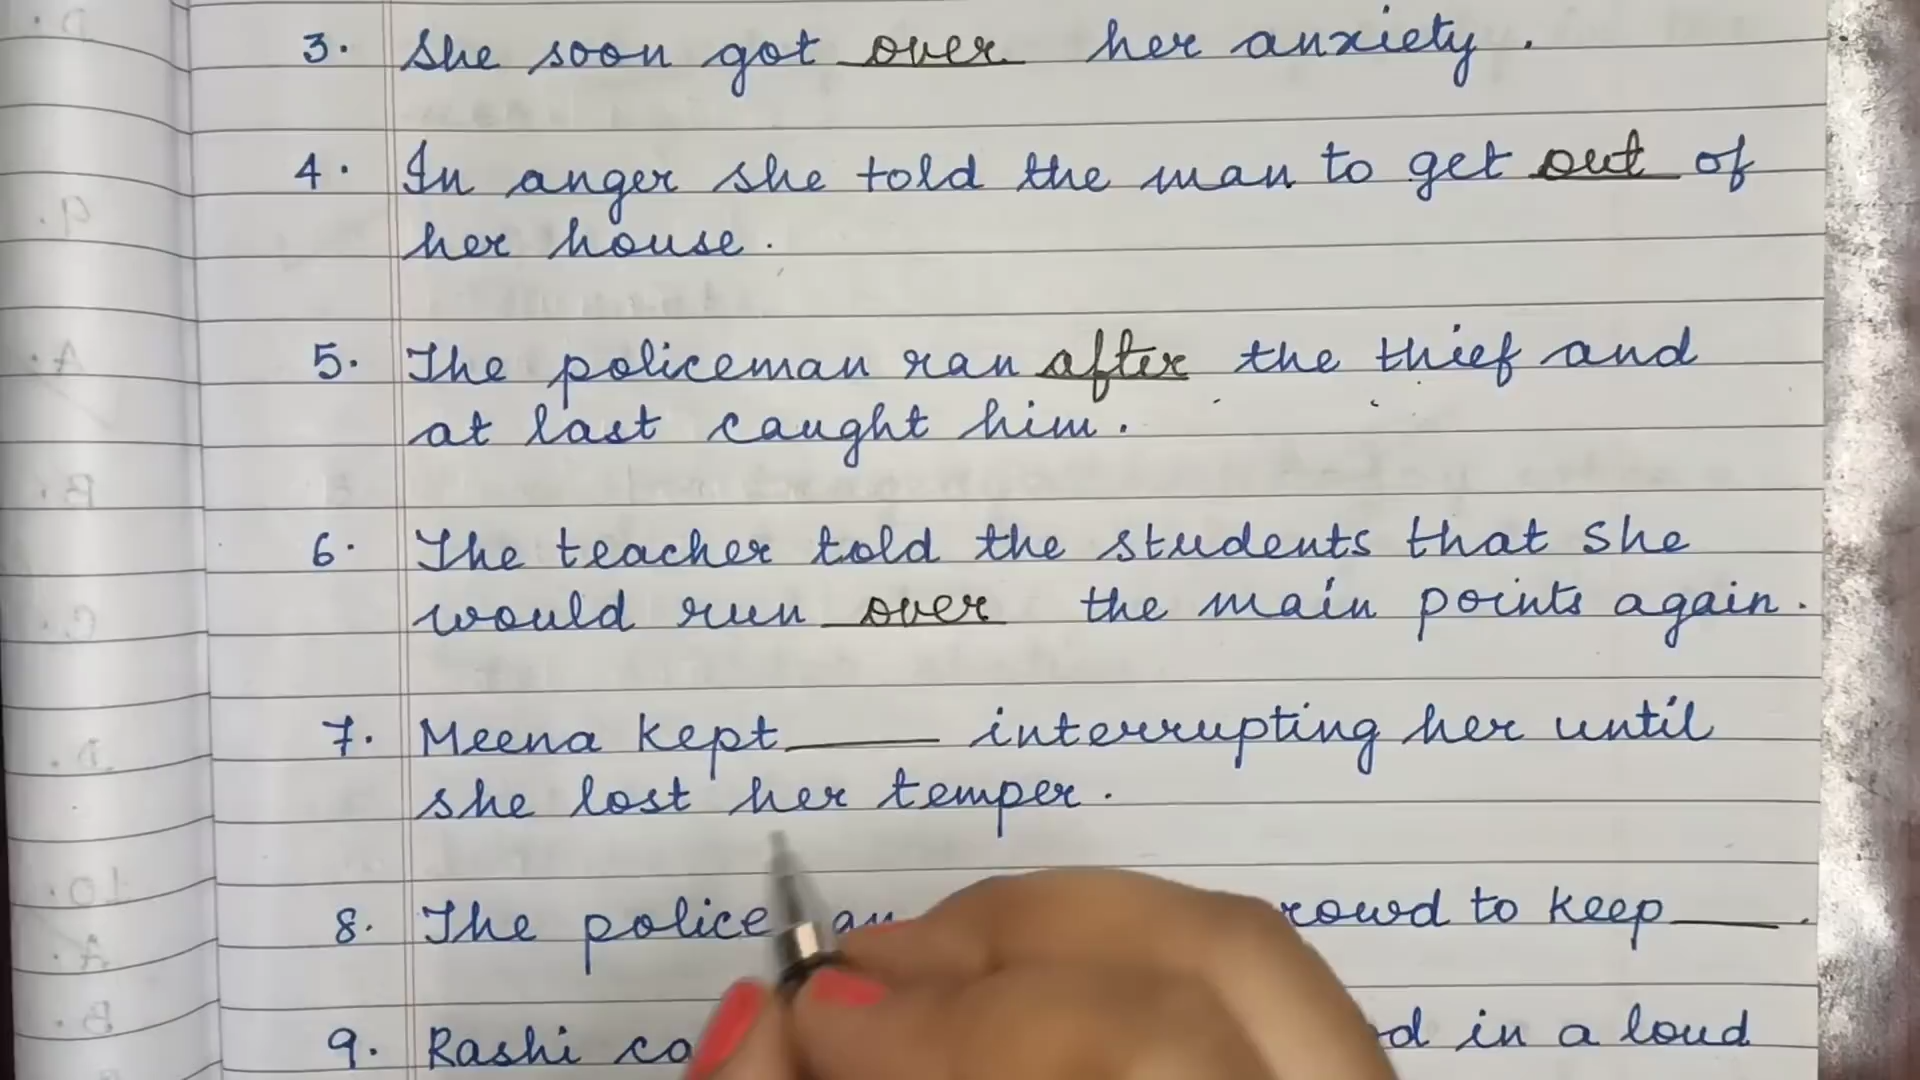 3. She soon got over her anxiety.
4. In anger she told the man to get out of
her house.
5. The policeman ran after the thief and
at last caught him.
6. The teacher told the students that she
would run over the main points again.
7. Meena kept ____ interrupting her until
she lost her temper.
8. The police to keep ____.
9. Rashi in a loud